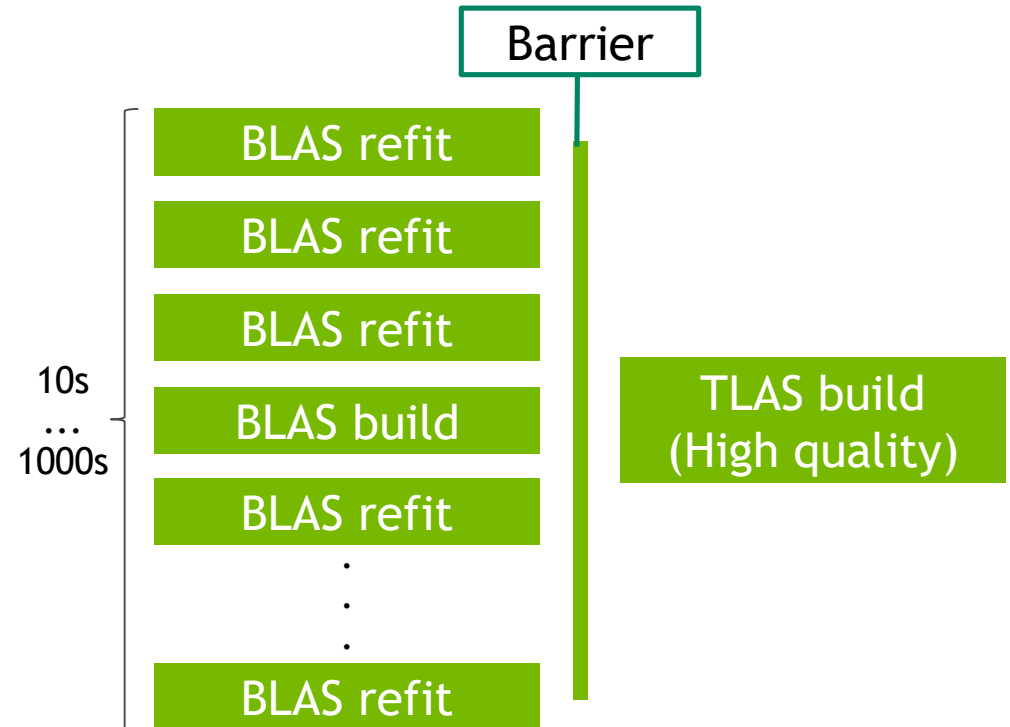 Barrier
BLAS refit
BLAS refit
BLAS refit
10s
...
1000s
BLAS build
TLAS build
(High quality)
BLAS refit
.
.
.
BLAS refit